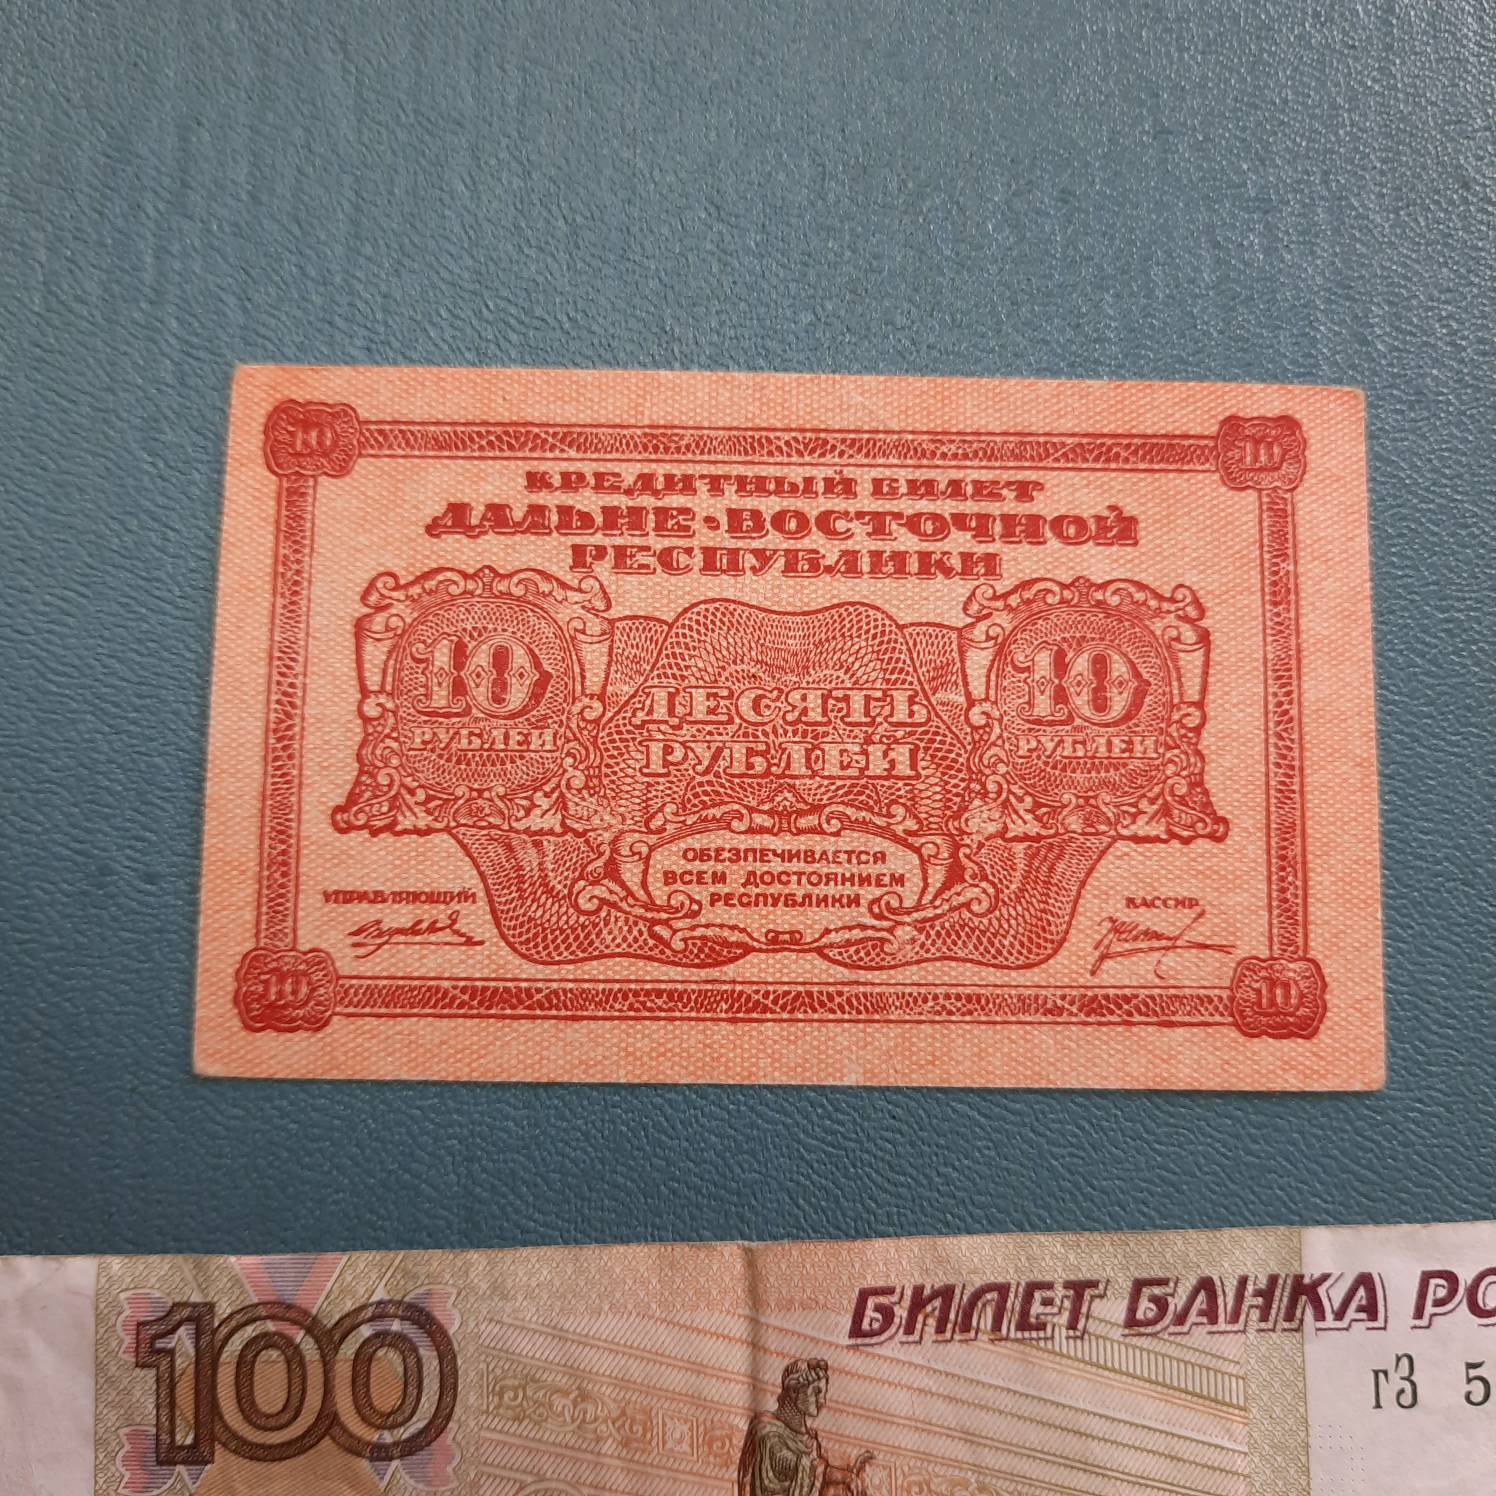 10 10
КРЕДИТНЫЙ БИЛЕТ
ДАЛЬНЕ-ВОСТОЧНОЙ
РЕСПУБЛИКИ
10 10
РУБЛЕЙ РУБЛЕЙ
ДЕСЯТЬ
РУБЛЕЙ
ОБЕЗПЕЧИВАЕТСЯ
ВСЕМ ДОСТОЯНИЕМ
РЕСПУБЛИКИ
УПРАВЛЯЮЩИЙ КАССИР
10 10
БИЛЕТ БАНКА РО
гЗ 5
100